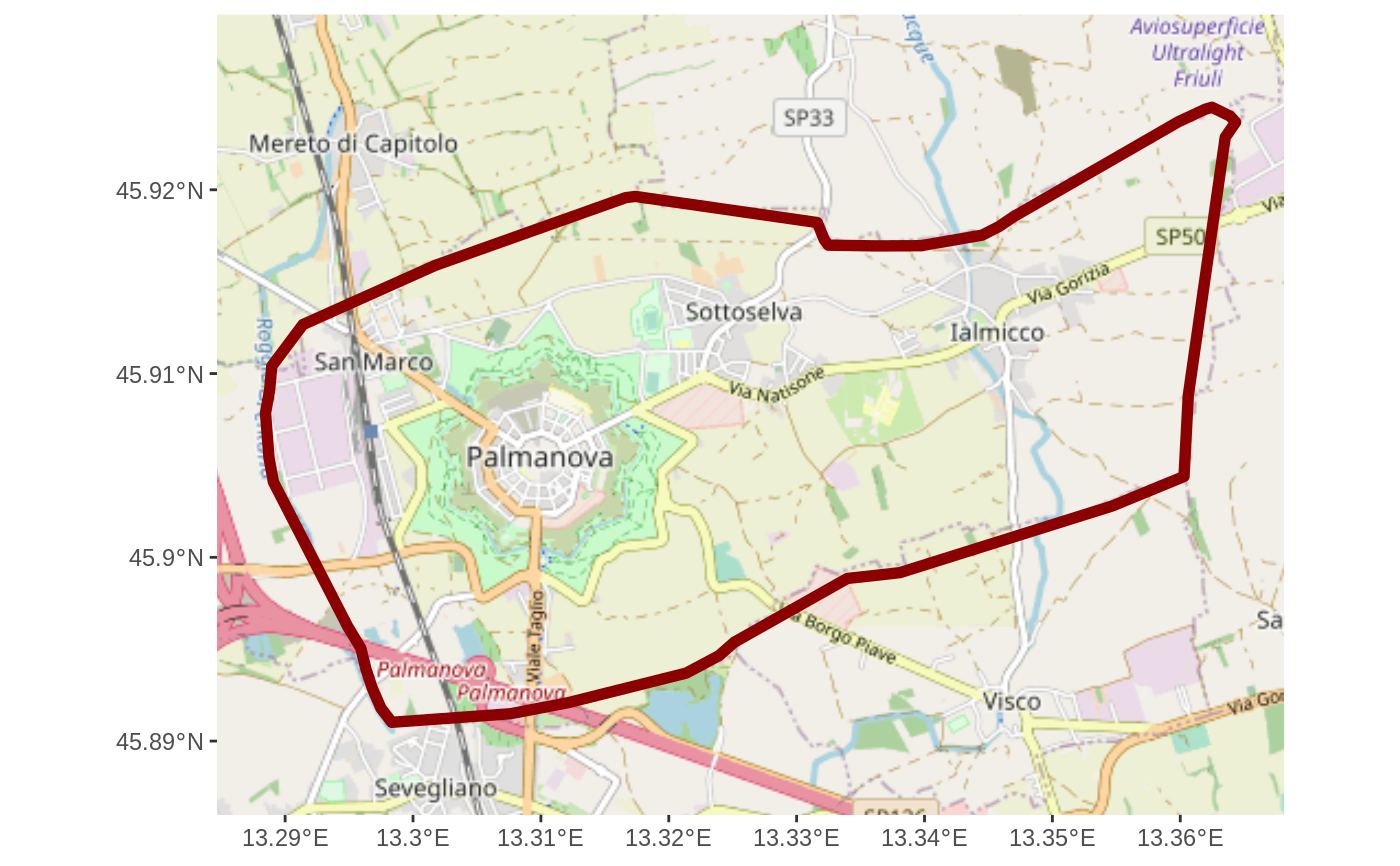 Aviosuperficie
Ultralight
Friuli
SP33
Mereto di Capitolo
45.92°N
Via
SP50
Via Gorizia
Sottoselva
Ialmicco
San Marco
45.91°N
Via Natisone
Palmanova
45.9°N
Viale Taglio
Borgo Piave
Sa
Palmanova
Palmanova
Visco
Via Gor
45.89°N
Sevegliano
SP126
13.29°E 13.3°E 13.31°E 13.32°E 13.33°E 13.34°E 13.35°E 13.36°E